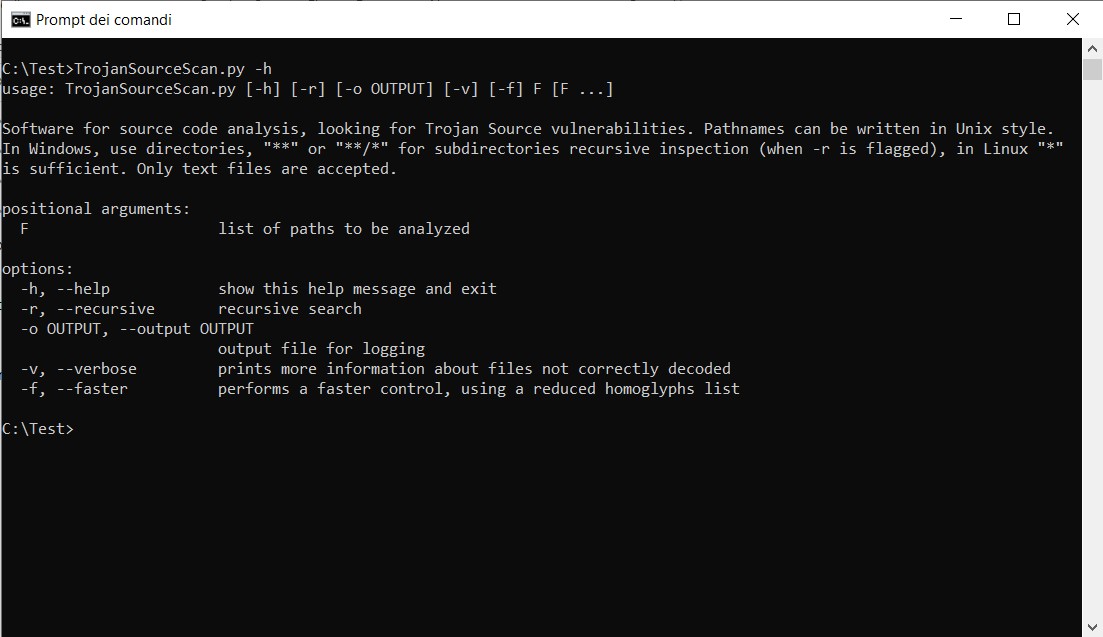 Prompt dei comandi
C:\Test>TrojanSourceScan.py -h
usage: TrojanSourceScan.py [-h] [-r] [-o OUTPUT] [-v] [-f] F [F ...]
Software for source code analysis, looking for Trojan Source vulnerabilities. Pathnames can be written in Unix style.
In Windows, use directories, "**" or "**/*" for subdirectories recursive inspection (when -r is flagged), in Linux "*"
is sufficient. Only text files are accepted.
positional arguments:
  F                     list of paths to be analyzed
options:
  -h, --help            show this help message and exit
  -r, --recursive       recursive search
  -o OUTPUT, --output OUTPUT
                        output file for logging
  -v, --verbose         prints more information about files not correctly decoded
  -f, --faster          performs a faster control, using a reduced homoglyphs list
C:\Test>